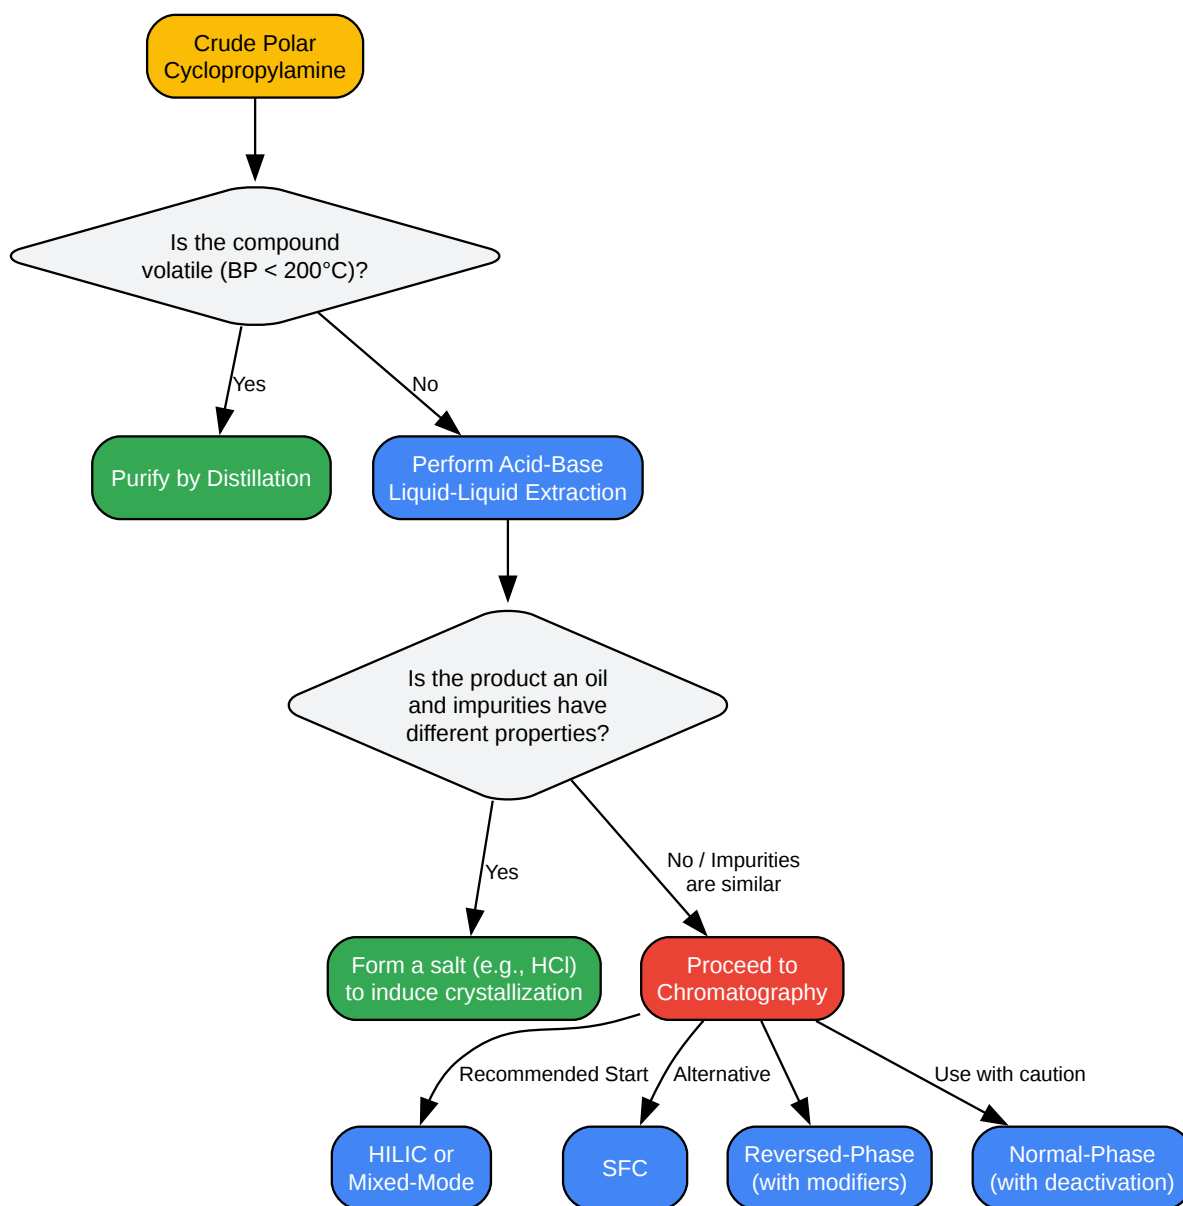 Crude Polar
Cyclopropylamine
Is the compound
volatile (BP < 200°C)?
Yes
No
Purify by Distillation
Perform Acid-Base
Liquid-Liquid Extraction
Is the product an oil
and impurities have
different properties?
Yes
No / Impurities
are similar
Form a salt (e.g., HCl)
to induce crystallization
Proceed to
Chromatography
Recommended Start
Alternative
Use with caution
HILIC or
Mixed-Mode
SFC
Reversed-Phase
(with modifiers)
Normal-Phase
(with deactivation)